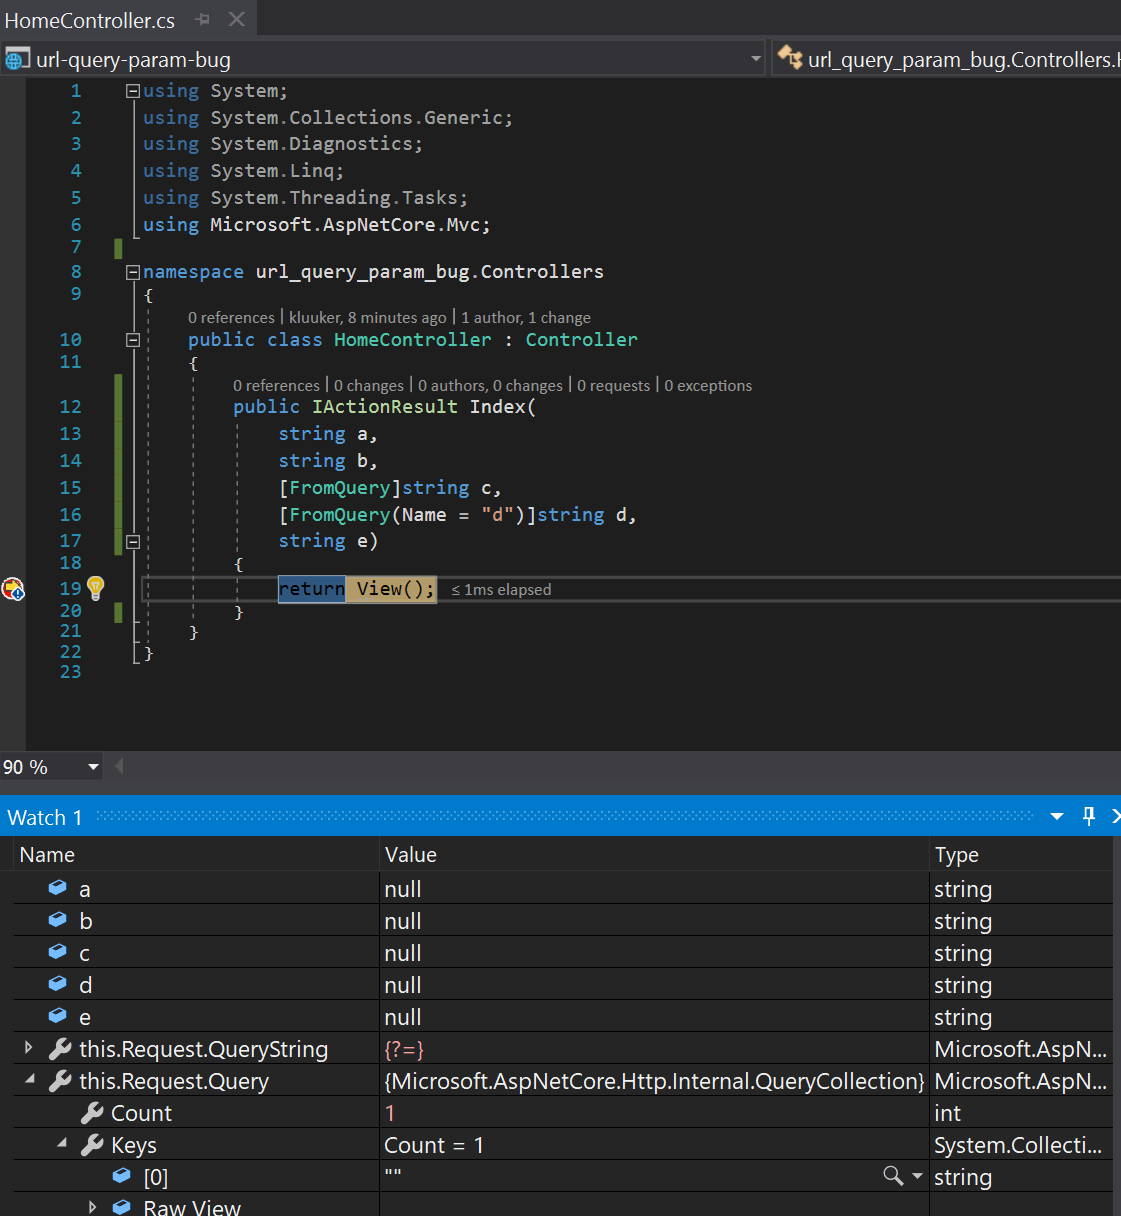 HomeController.cs
url-query-param-bug url_query_param_bug.Controllers.H
1 using System;
2 using System.Collections.Generic;
3 using System.Diagnostics;
4 using System.Linq;
5 using System.Threading.Tasks;
6 using Microsoft.AspNetCore.Mvc;
7
8 namespace url_query_param_bug.Controllers
9 {
0 references | kluuker, 8 minutes ago | 1 author, 1 change
10 public class HomeController : Controller
11 {
0 references | 0 changes | 0 authors, 0 changes | 0 requests | 0 exceptions
12 public IActionResult Index(
13 string a,
14 string b,
15 [FromQuery]string c,
16 [FromQuery(Name = "d")]string d,
17 string e)
18 {
19 return View(); ≤ 1ms elapsed
20 }
21 }
22 }
23
90 %
Watch 1
Name Value Type
a null string
b null string
c null string
d null string
e null string
this.Request.QueryString {?=} Microsoft.AspN...
this.Request.Query {Microsoft.AspNetCore.Http.Internal.QueryCollection} Microsoft.AspN...
Count 1 int
Keys Count = 1 System.Collecti...
[0] "" string
Raw View